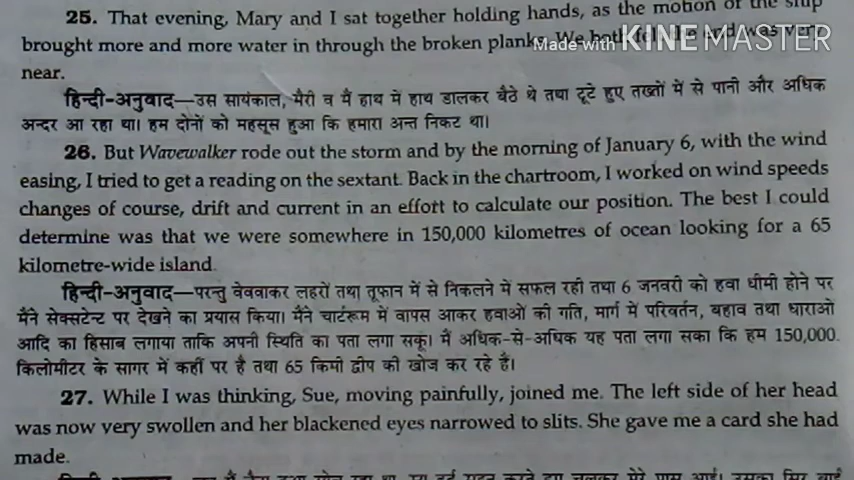 25. That evening, Mary and I sat together holding hands, as the motion of the ship
brought more and more water in through the broken planks. We both felt the end was very
Made with KINEMASTER
near.
हिन्दी-अनुवाद—उस सायंकाल, मैरी व मैं हाथ में हाथ डालकर बैठे थे तथा टूटे हुए तख्तों में से पानी और अधिक
अन्दर आ रहा था। हम दोनों को महसूस हुआ कि हमारा अन्त निकट था।
26. But Wavewalker rode out the storm and by the morning of January 6, with the wind
easing, I tried to get a reading on the sextant. Back in the chartroom, I worked on wind speeds
changes of course, drift and current in an effort to calculate our position. The best I could
determine was that we were somewhere in 150,000 kilometres of ocean looking for a 65
kilometre-wide island.
हिन्दी-अनुवाद—परन्तु वेववाकर लहरों तथा तूफान में से निकलने में सफल रही तथा 6 जनवरी को हवा धीमी होने पर
मैंने सेक्सटेन्ट पर देखने का प्रयास किया। मैंने चार्टरूम में वापस आकर हवाओं की गति, मार्ग में परिवर्तन, बहाव तथा धाराओ
आदि का हिसाब लगाया ताकि अपनी स्थिति का पता लगा सकूं। मैं अधिक-से-अधिक यह पता लगा सका कि हम 150,000.
किलोमीटर के सागर में कहीं पर है तथा 65 किमी द्वीप की खोज कर रहे है।
27. While I was thinking, Sue, moving painfully, joined me. The left side of her head
was now very swollen and her blackened eyes narrowed to slits. She gave me a card she had
made.